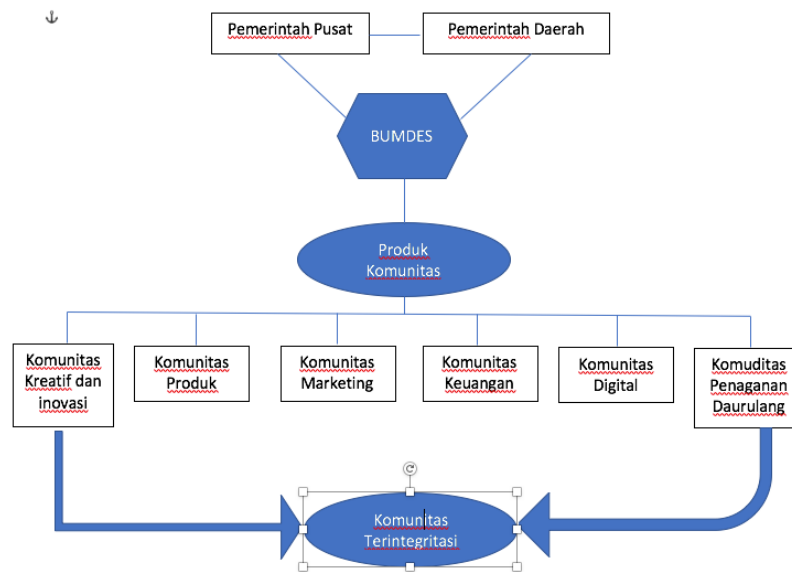 Pemerintah Pusat
Pemerintah Daerah
BUMDES
Produk
Komunitas
Komunitas
Kreatif dan
inovasi
Komunitas
Produk
Komunitas
Marketing
Komunitas
Keuangan
Komunitas
Digital
Komuditas
Penaganan
Daurulang
Komunitas
Terintegritasi